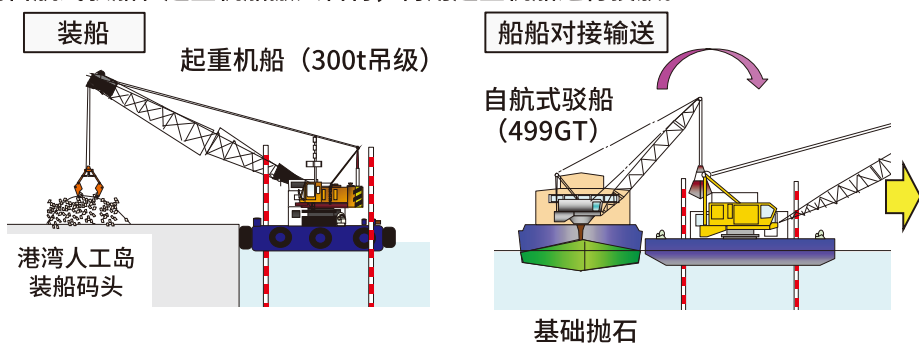 装船
起重机船（300t吊级）
港湾人工岛
装船码头
船舶对接输送
自航式驳船
（499GT）
基础抛石